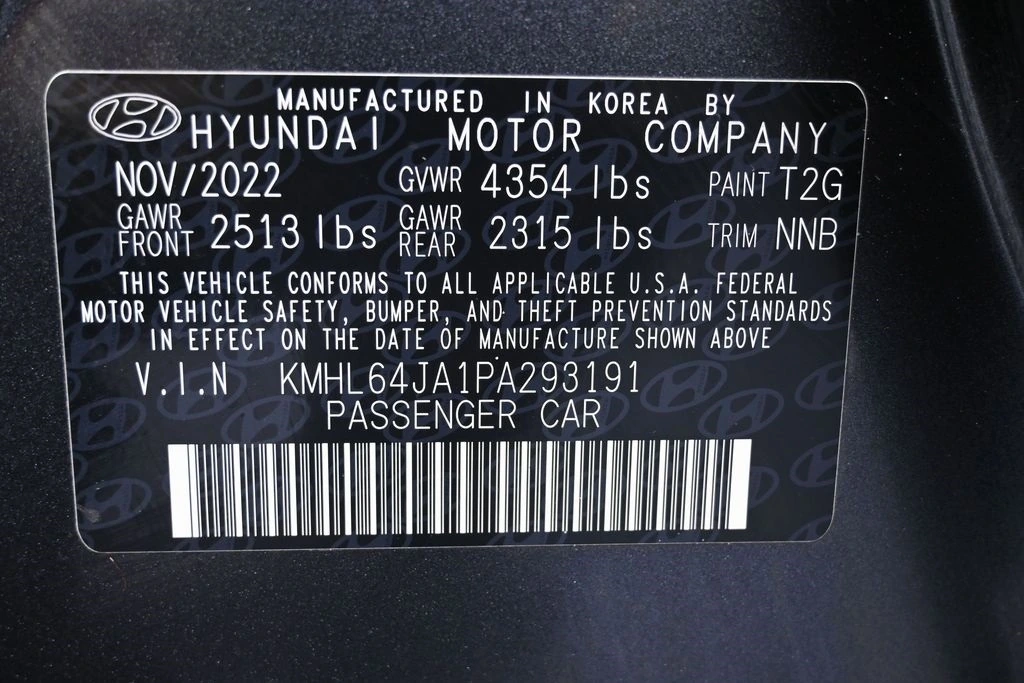 MANUFACTURED IN KOREA BY
HYUNDAI MOTOR COMPANY
NOV/2022 GVWR 4354 lbs PAINT T2G
GAWR FRONT 2513 lbs GAWR REAR 2315 lbs TRIM NNB
THIS VEHICLE CONFORMS TO ALL APPLICABLE U.S.A. FEDERAL
MOTOR VEHICLE SAFETY, BUMPER, AND THEFT PREVENTION STANDARDS
IN EFFECT ON THE DATE OF MANUFACTURE SHOWN ABOVE
V.I.N KMHL64JA1PA293191
PASSENGER CAR